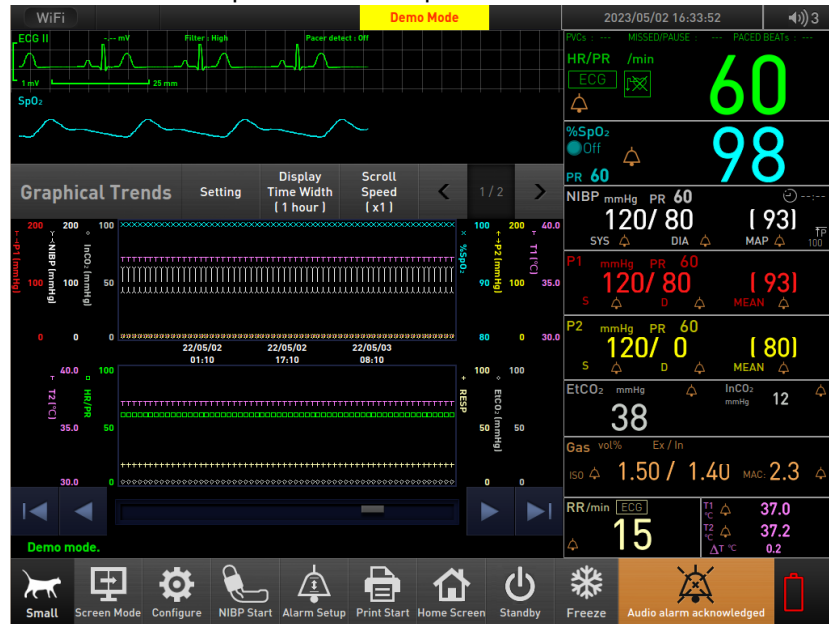 WiFi
Demo Mode
2023/05/02 16:33:52
3
ECG II
-.-- mV
Filter : High
Pacer detect : Off
1 mV
25 mm
PVCs : ---
MISSED/PAUSE : ---
PACED BEATs : ---
HR/PR /min
ECG
60
SpO₂
%SpO₂
Off
98
PR 60
Graphical Trends
Setting
Display
Time Width
( 1 hour )
Scroll
Speed
( x1 )
1 / 2
NIBP mmHg PR 60
--:--
120/ 80 ( 93)
SYS DIA MAP
TP
100
P1 (mmHg)
200
100
0
NIBP (mmHg)
200
100
0
InCO₂ (mmHg)
100
50
0
%SpO₂
100
90
80
P2 (mmHg)
200
100
0
T1 (°C)
40.0
35.0
30.0
22/05/02
01:10
22/05/02
17:10
22/05/03
08:10
P1 mmHg PR 60
120/ 80 ( 93)
S D MEAN
P2 mmHg PR 60
120/ 0 ( 80)
S D MEAN
T2 (°C)
40.0
35.0
30.0
HR/PR
100
50
0
RESP
100
50
0
EtCO₂ (mmHg)
100
50
0
EtCO₂ mmHg
38
InCO₂
mmHg
12
Gas vol% Ex / In
ISO 1.50 / 1.40 MAC: 2.3
RR/min ECG
15
T1
°C
37.0
T2
°C
37.2
ΔT °C
0.2
Demo mode.
Small
Screen Mode
Configure
NIBP Start
Alarm Setup
Print Start
Home Screen
Standby
Freeze
Audio alarm acknowledged